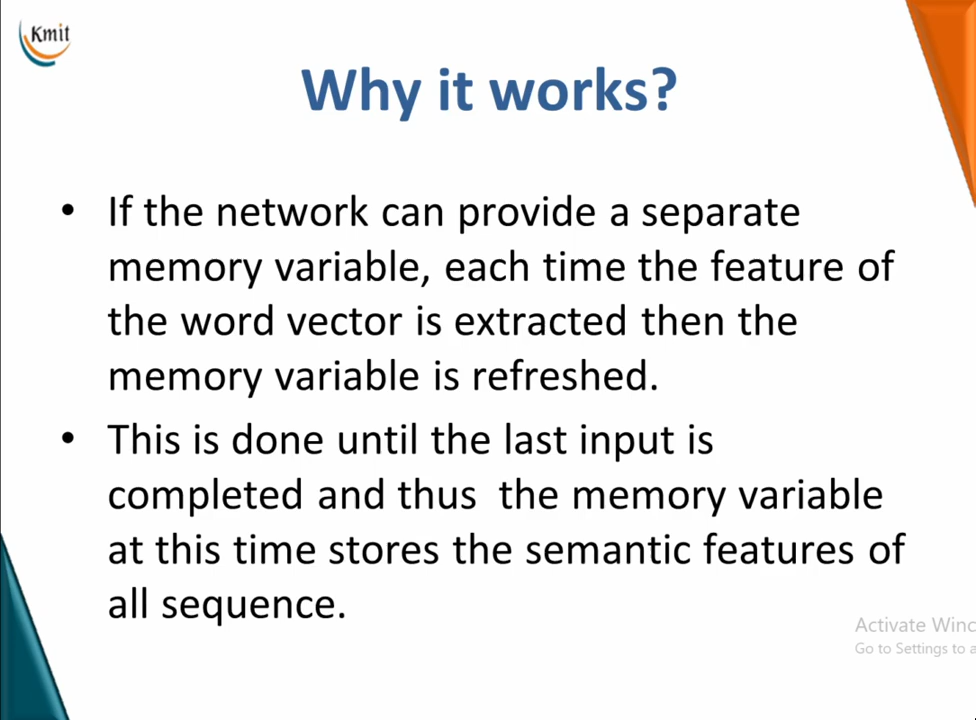 Kmit
Why it works?
• If the network can provide a separate
memory variable, each time the feature of
the word vector is extracted then the
memory variable is refreshed.
• This is done until the last input is
completed and thus  the memory variable
at this time stores the semantic features of
all sequence.
Activate Winc
Go to Settings to a